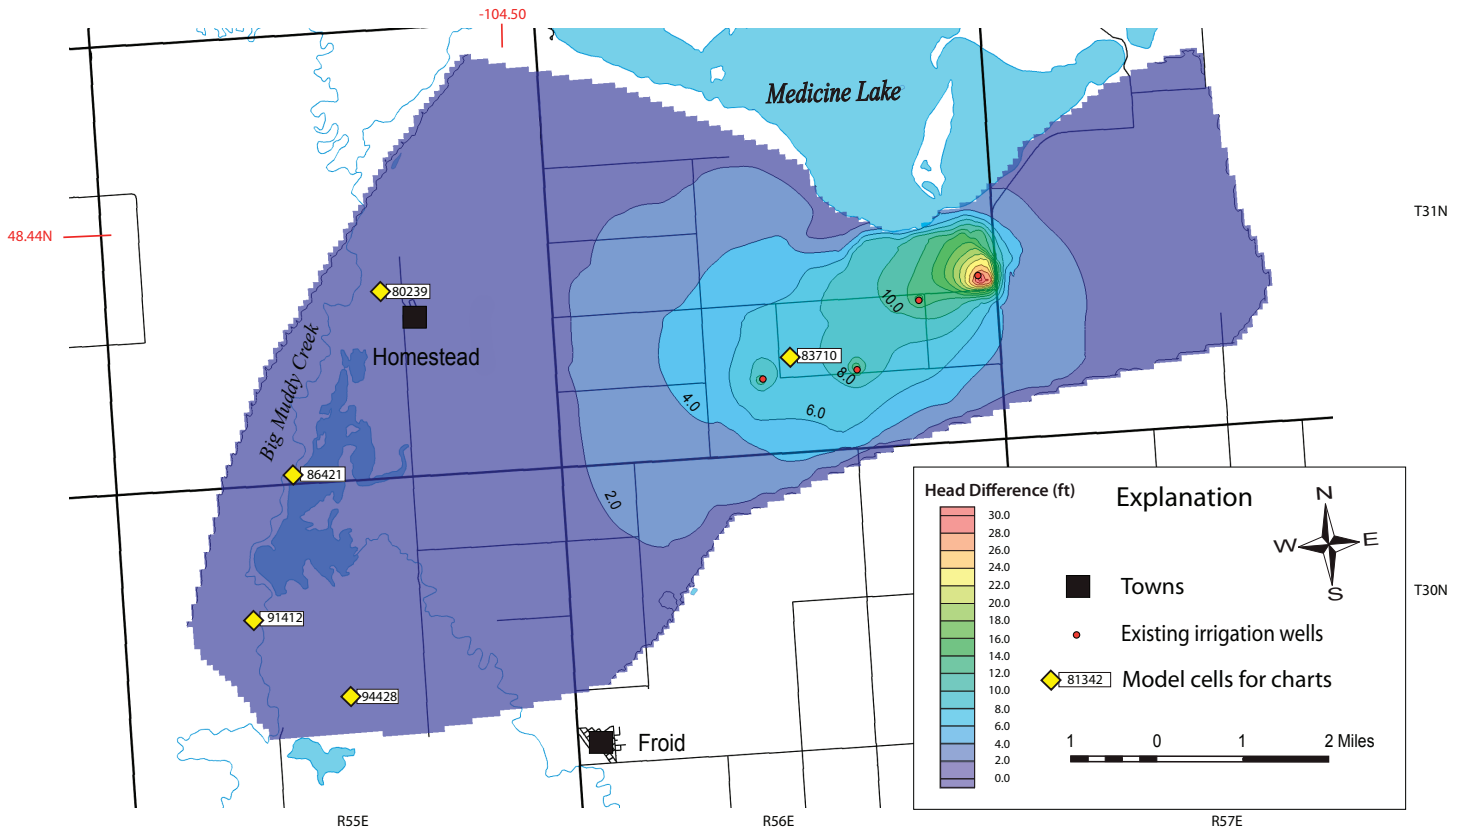 -104.50
Medicine Lake
T31N
48.44N
80239
10.0
Homestead
83710
8.0
Big Muddy Creek
4.0
6.0
86421
2.0
Head Difference (ft)
Explanation
30.0
28.0
26.0
24.0
22.0
20.0
18.0
16.0
14.0
12.0
10.0
8.0
6.0
4.0
2.0
0.0
N
W
E
S
Towns
Existing irrigation wells
81342
Model cells for charts
1 0 1 2 Miles
T30N
91412
94428
Froid
R55E
R56E
R57E